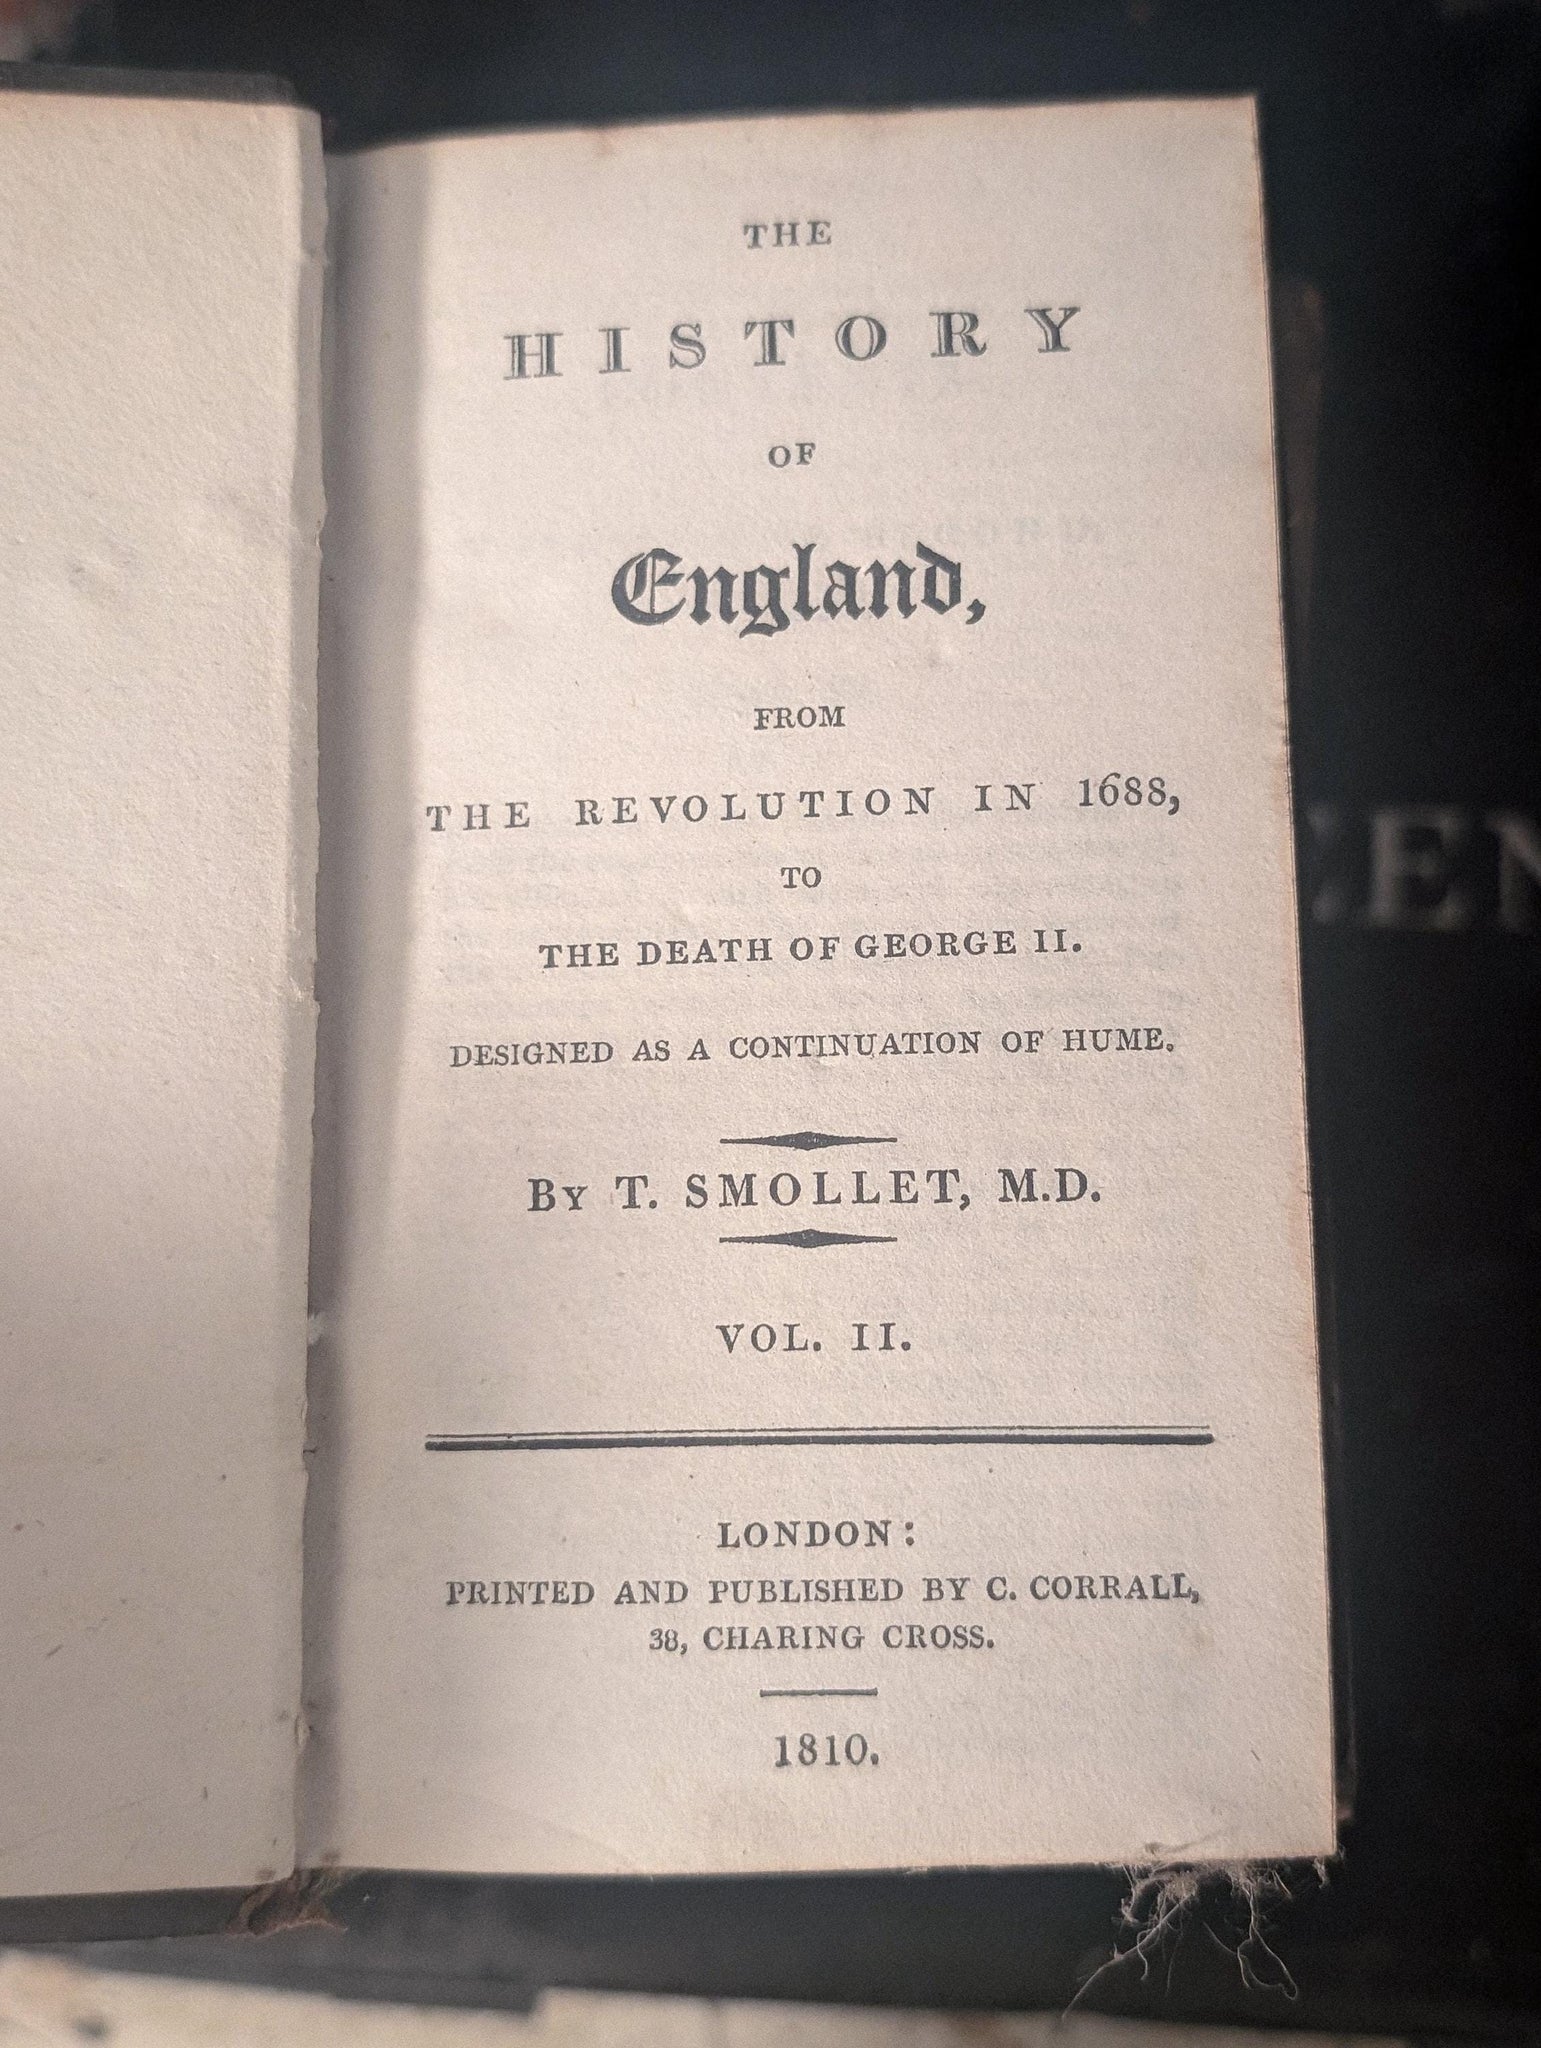 THE
HISTORY
OF
England,
FROM
THE REVOLUTION IN 1688,
TO
THE DEATH OF GEORGE II.
DESIGNED AS A CONTINUATION OF HUME.
BY T. SMOLLET, M.D.
VOL. II.
LONDON:
PRINTED AND PUBLISHED BY C. CORRALL,
38, CHARING CROSS.
1810.